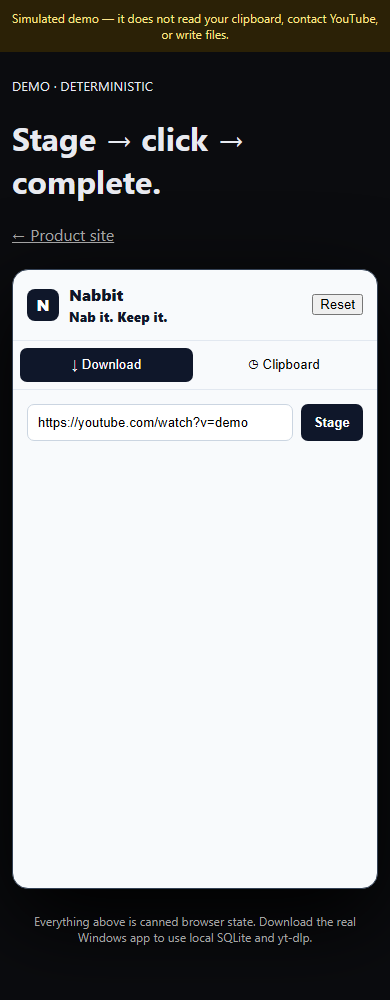 Simulated demo — it does not read your clipboard, contact YouTube,
or write files.
DEMO · DETERMINISTIC
Stage → click →
complete.
← Product site
N
Nabbit
Nab it. Keep it.
Reset
↓ Download
◷ Clipboard
https://youtube.com/watch?v=demo
Stage
Everything above is canned browser state. Download the real
Windows app to use local SQLite and yt-dlp.